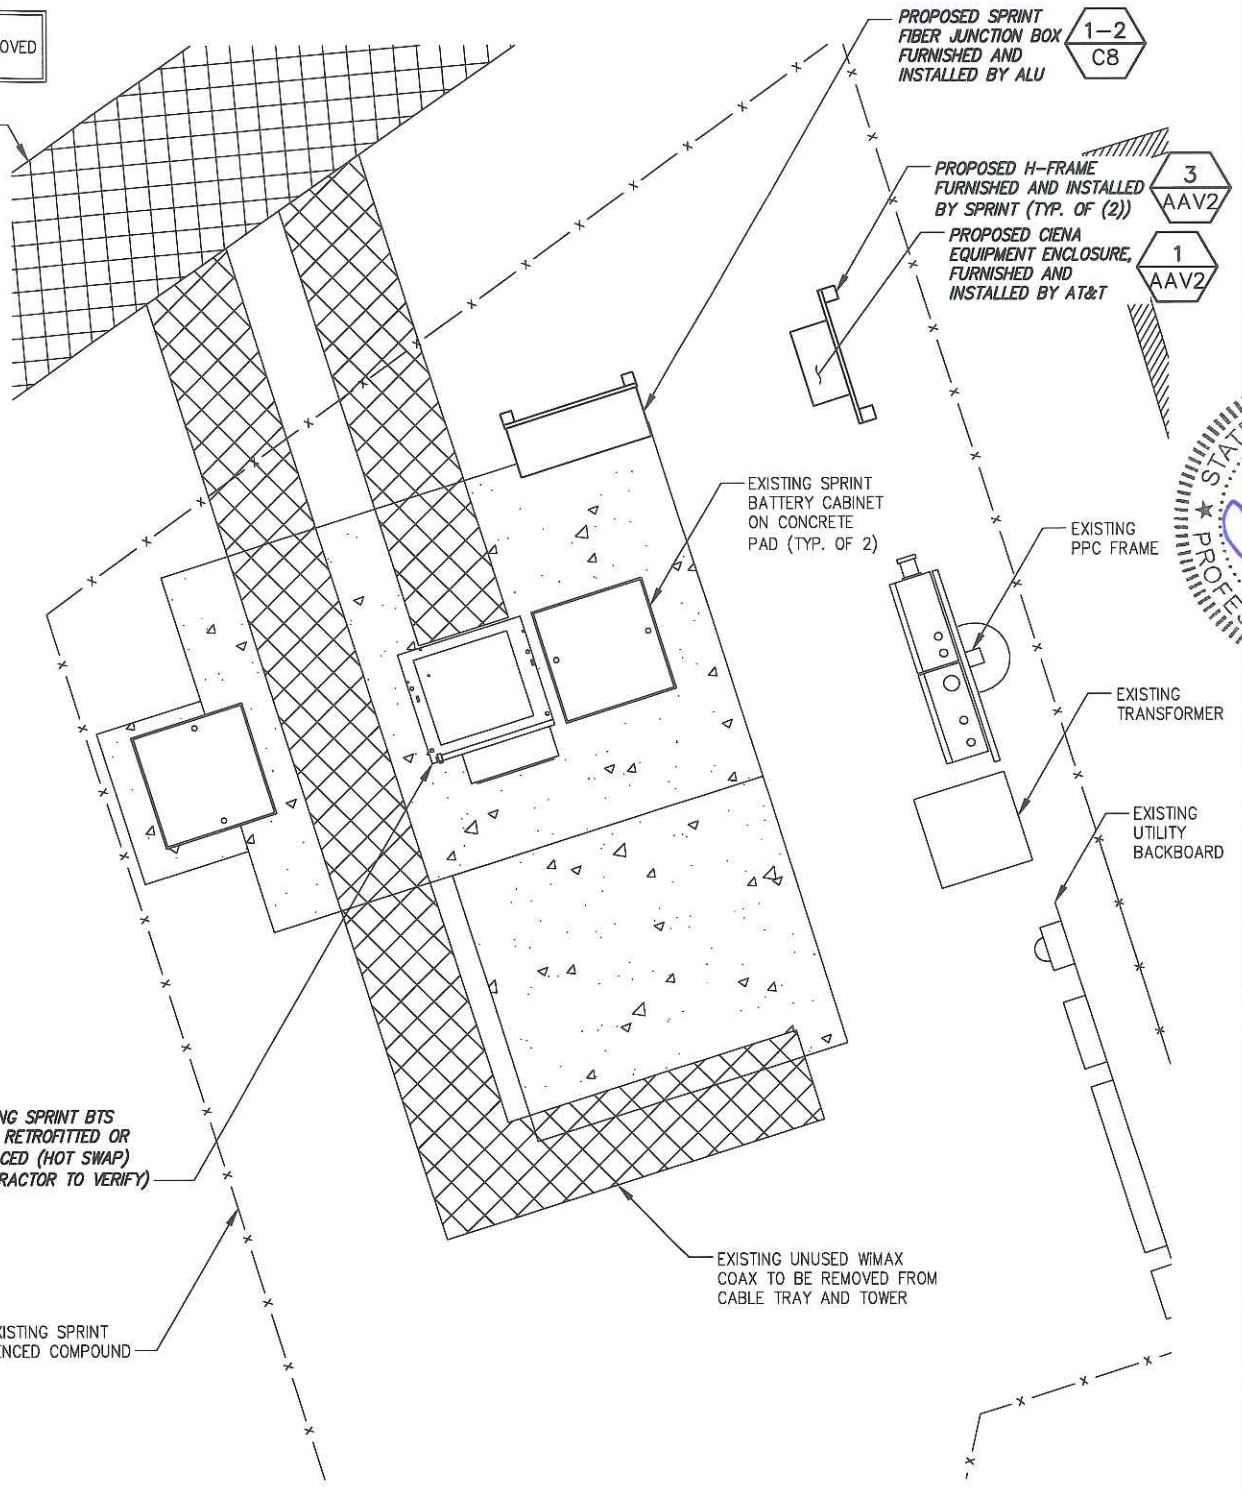 OVED
PROPOSED SPRINT
FIBER JUNCTION BOX
FURNISHED AND
INSTALLED BY ALU
1-2
C8
PROPOSED H-FRAME
FURNISHED AND INSTALLED
BY SPRINT (TYP. OF (2))
3
AAV2
PROPOSED CIENA
EQUIPMENT ENCLOSURE,
FURNISHED AND
INSTALLED BY AT&T
1
AAV2
★ STAT
PROFES
EXISTING SPRINT
BATTERY CABINET
ON CONCRETE
PAD (TYP. OF 2)
EXISTING
PPC FRAME
EXISTING
TRANSFORMER
EXISTING
UTILITY
BACKBOARD
NG SPRINT BTS
RETROFITTED OR
CED (HOT SWAP)
RACTOR TO VERIFY)
EXISTING UNUSED WiMAX
COAX TO BE REMOVED FROM
CABLE TRAY AND TOWER
XISTING SPRINT
ENCED COMPOUND